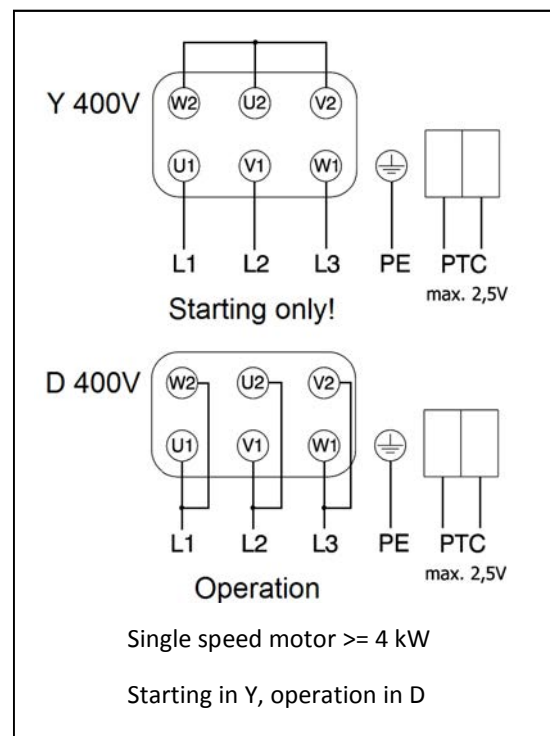 Y 400V
W2 U2 V2
U1 V1 W1
L1 L2 L3 PE PTC
max. 2,5V
Starting only!
D 400V
W2 U2 V2
U1 V1 W1
L1 L2 L3 PE PTC
max. 2,5V
Operation
Single speed motor >= 4 kW
Starting in Y, operation in D